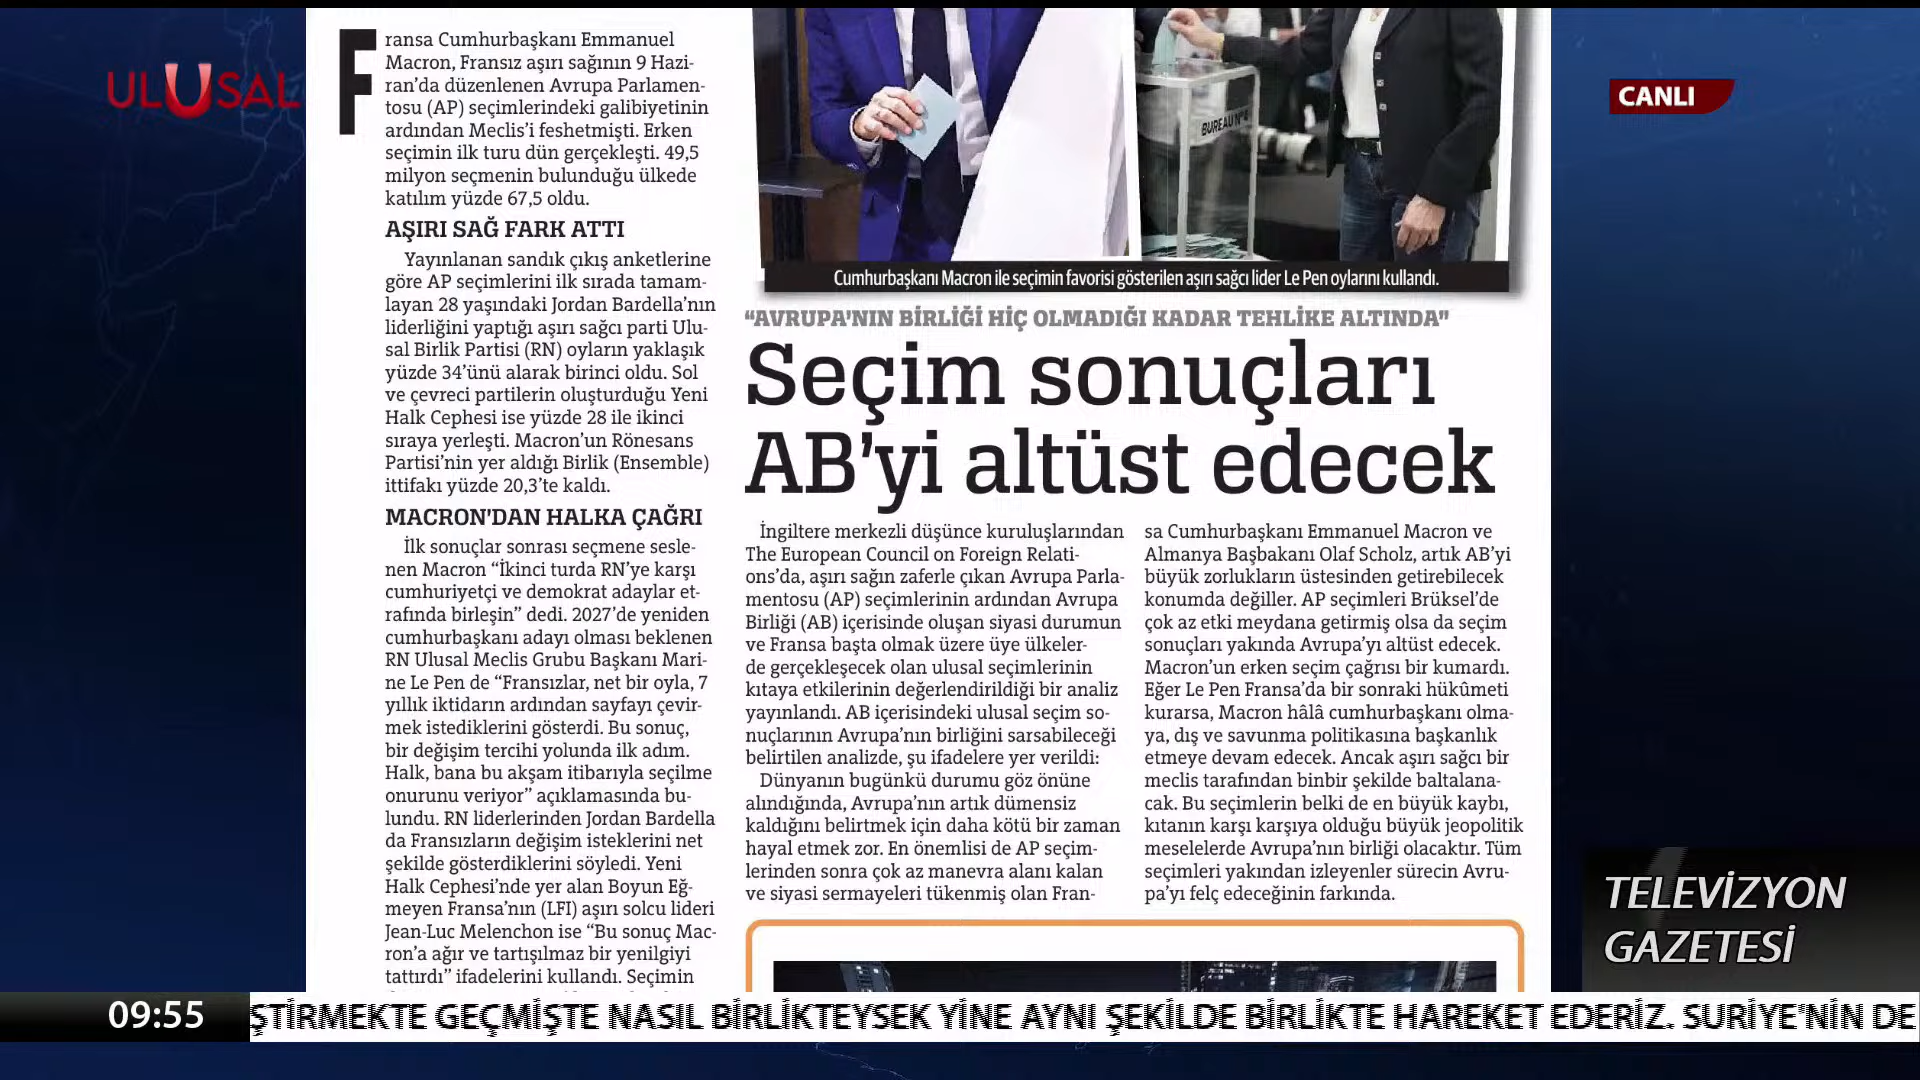 ULUSAL
CANLI
Fransa Cumhurbaşkanı Emmanuel
Macron, Fransız aşırı sağının 9 Hazi-
ran’da düzenlenen Avrupa Parlamen-
tosu (AP) seçimlerindeki galibiyetinin
ardından Meclis’i feshetmişti. Erken
seçimin ilk turu dün gerçekleşti. 49,5
milyon seçmenin bulunduğu ülkede
katılım yüzde 67,5 oldu.
AŞIRI SAĞ FARK ATTI
Yayınlanan sandık çıkış anketlerine
göre AP seçimlerini ilk sırada tamam-
layan 28 yaşındaki Jordan Bardella’nın
liderliğini yaptığı aşırı sağcı parti Ulu-
sal Birlik Partisi (RN) oyların yaklaşık
yüzde 34’ünü alarak birinci oldu. Sol
ve çevreci partilerin oluşturduğu Yeni
Halk Cephesi ise yüzde 28 ile ikinci
sıraya yerleşti. Macron’un Rönesans
Partisi’nin yer aldığı Birlik (Ensemble)
ittifakı yüzde 20,3’te kaldı.
MACRON'DAN HALKA ÇAĞRI
İlk sonuçlar sonrası seçmene sesle-
nen Macron “İkinci turda RN’ye karşı
cumhuriyetçi ve demokrat adaylar et-
rafında birleşin” dedi. 2027’de yeniden
cumhurbaşkanı adayı olması beklenen
RN Ulusal Meclis Grubu Başkanı Mari-
ne Le Pen de “Fransızlar, net bir oyla, 7
yıllık iktidarın ardından sayfayı çevir-
mek istediklerini gösterdi. Bu sonuç,
bir değişim tercihi yolunda ilk adım.
Halk, bana bu akşam itibarıyla seçilme
onurunu veriyor” açıklamasında bu-
lundu. RN liderlerinden Jordan Bardella
da Fransızların değişim isteklerini net
şekilde gösterdiklerini söyledi. Yeni
Halk Cephesi’nde yer alan Boyun Eğ-
meyen Fransa’nın (LFI) aşırı solcu lideri
Jean-Luc Melenchon ise “Bu sonuç Mac-
ron’a ağır ve tartışılmaz bir yenilgiyi
tattırdı” ifadelerini kullandı. Seçimin
BUREAU N°
Cumhurbaşkanı Macron ile seçimin favorisi gösterilen aşırı sağcı lider Le Pen oylarını kullandı.
“AVRUPA’NIN BİRLİĞİ HİÇ OLMADIĞI KADAR TEHLİKE ALTINDA”
Seçim sonuçları
AB’yi altüst edecek
İngiltere merkezli düşünce kuruluşlarından
The European Council on Foreign Relati-
ons’da, aşırı sağın zaferle çıkan Avrupa Parla-
mentosu (AP) seçimlerinin ardından Avrupa
Birliği (AB) içerisinde oluşan siyasi durumun
ve Fransa başta olmak üzere üye ülkeler-
de gerçekleşecek olan ulusal seçimlerinin
kıtaya etkilerinin değerlendirildiği bir analiz
yayınlandı. AB içerisindeki ulusal seçim so-
nuçlarının Avrupa’nın birliğini sarsabileceği
belirtilen analizde, şu ifadelere yer verildi:
Dünyanın bugünkü durumu göz önüne
alındığında, Avrupa’nın artık dümensiz
kaldığını belirtmek için daha kötü bir zaman
hayal etmek zor. En önemlisi de AP seçim-
lerinden sonra çok az manevra alanı kalan
ve siyasi sermayeleri tükenmiş olan Fran-
sa Cumhurbaşkanı Emmanuel Macron ve
Almanya Başbakanı Olaf Scholz, artık AB’yi
büyük zorlukların üstesinden getirebilecek
konumda değiller. AP seçimleri Brüksel’de
çok az etki meydana getirmiş olsa da seçim
sonuçları yakında Avrupa’yı altüst edecek.
Macron’un erken seçim çağrısı bir kumardı.
Eğer Le Pen Fransa’da bir sonraki hükûmeti
kurarsa, Macron hâlâ cumhurbaşkanı olma-
ya, dış ve savunma politikasına başkanlık
etmeye devam edecek. Ancak aşırı sağcı bir
meclis tarafından binbir şekilde baltalana-
cak. Bu seçimlerin belki de en büyük kaybı,
kıtanın karşı karşıya olduğu büyük jeopolitik
meselelerde Avrupa’nın birliği olacaktır. Tüm
seçimleri yakından izleyenler sürecin Avru-
pa’yı felç edeceğinin farkında.
TELEVİZYON
GAZETESİ
09:55
ŞTİRMEKTE GEÇMİŞTE NASIL BİRLİKTEYSEK YİNE AYNI ŞEKİLDE BİRLİKTE HAREKET EDERİZ. SURİYE'NİN DE